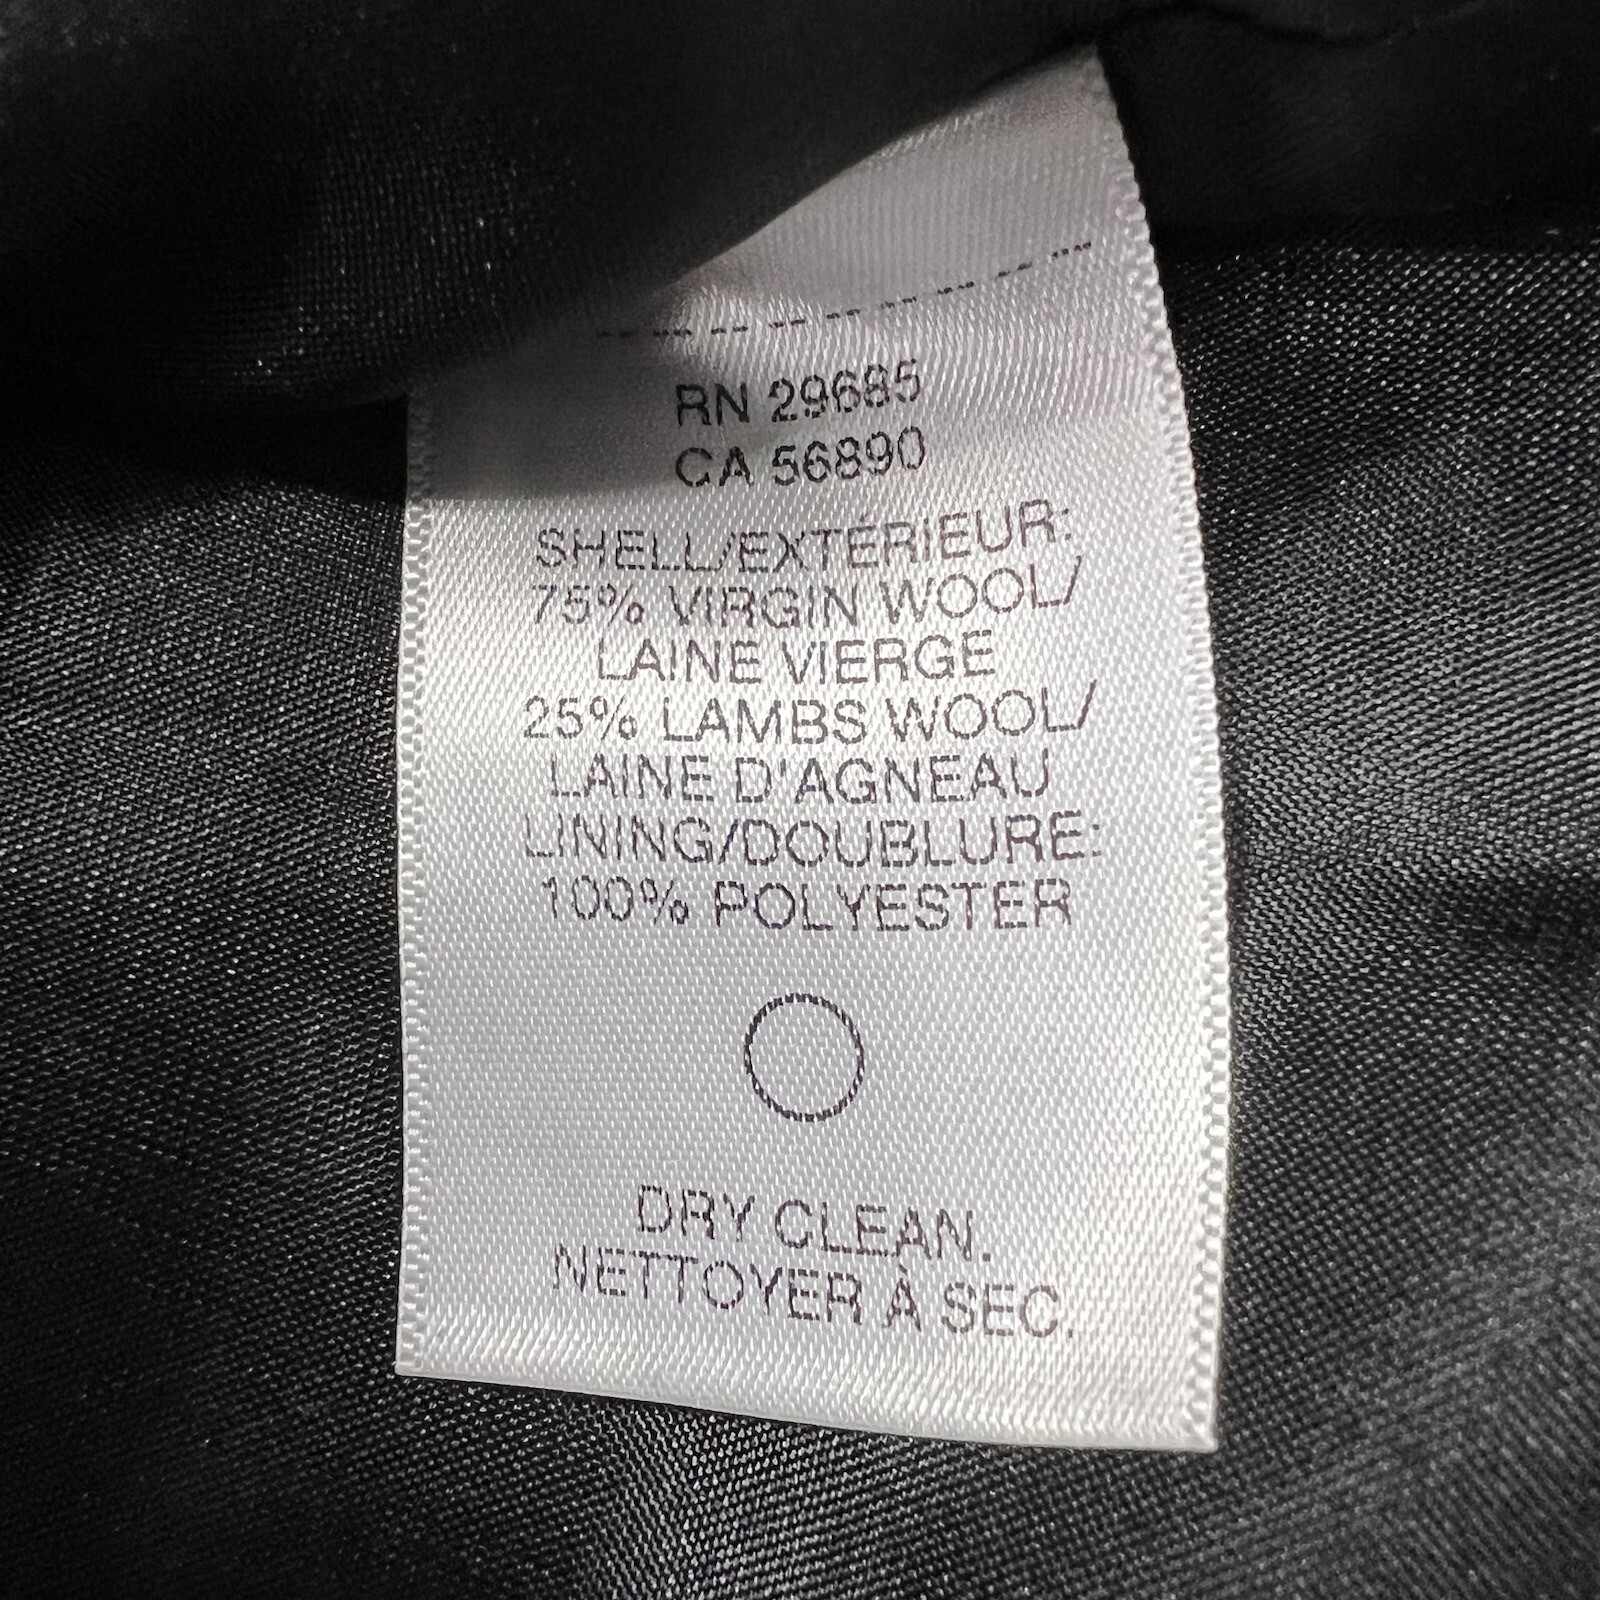 RN 29685
CA 56890
SHELL/EXTÉRIEUR:
75% VIRGIN WOOL/
LAINE VIERGE
25% LAMBS WOOL/
LAINE D'AGNEAU
LINING/DOUBLURE:
100% POLYESTER
DRY CLEAN.
NETTOYER À SEC.